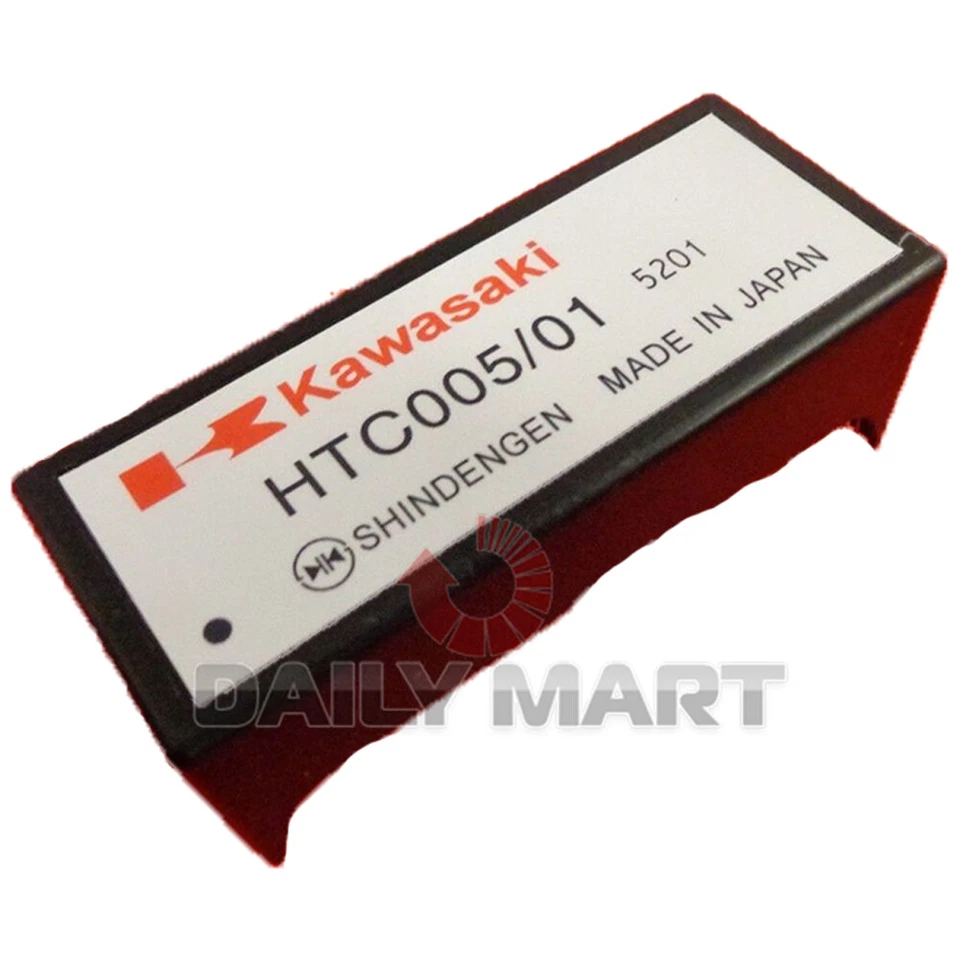 Kawasaki
HTC005/01 5201
SHINDENGEN MADE IN JAPAN
DAILY MART